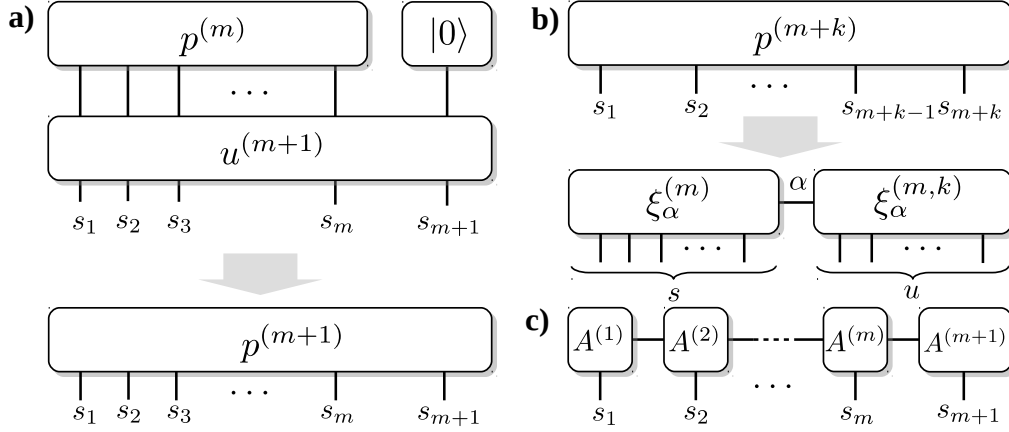 a)
p^{(m)} |0⟩
· · ·
u^{(m+1)}
s_1 s_2 s_3 s_m s_{m+1}
p^{(m+1)}
· · ·
s_1 s_2 s_3 s_m s_{m+1}
b)
p^{(m+k)}
· · ·
s_1 s_2 s_{m+k−1} s_{m+k}
ξ_α^{(m)} α ξ_α^{(m,k)}
· · · · · ·
s u
c)
A^{(1)} A^{(2)} A^{(m)} A^{(m+1)}
· · ·
s_1 s_2 s_m s_{m+1}